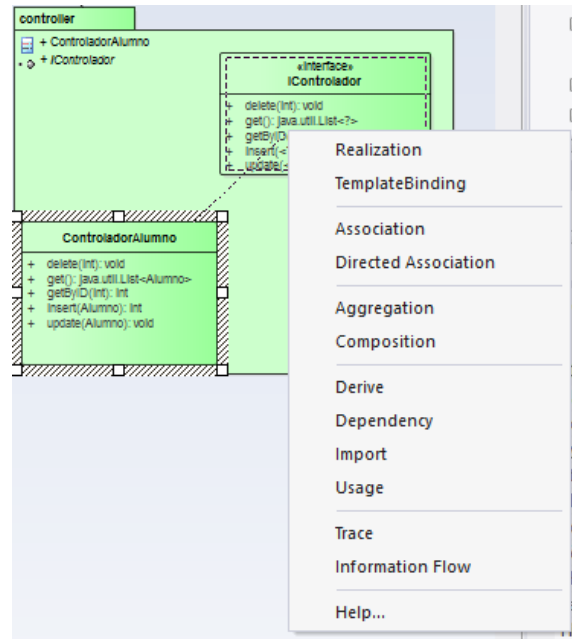 controller
+ ControladorAlumno
+ IControlador
«interface»
IControlador
+ delete(int): void
+ get(): java.util.List<?>
+ getByID(
+ insert(<
+ update(<
ControladorAlumno
+ delete(int): void
+ get(): java.util.List<Alumno>
+ getByID(int): int
+ insert(Alumno): int
+ update(Alumno): void
Realization
TemplateBinding
Association
Directed Association
Aggregation
Composition
Derive
Dependency
Import
Usage
Trace
Information Flow
Help...